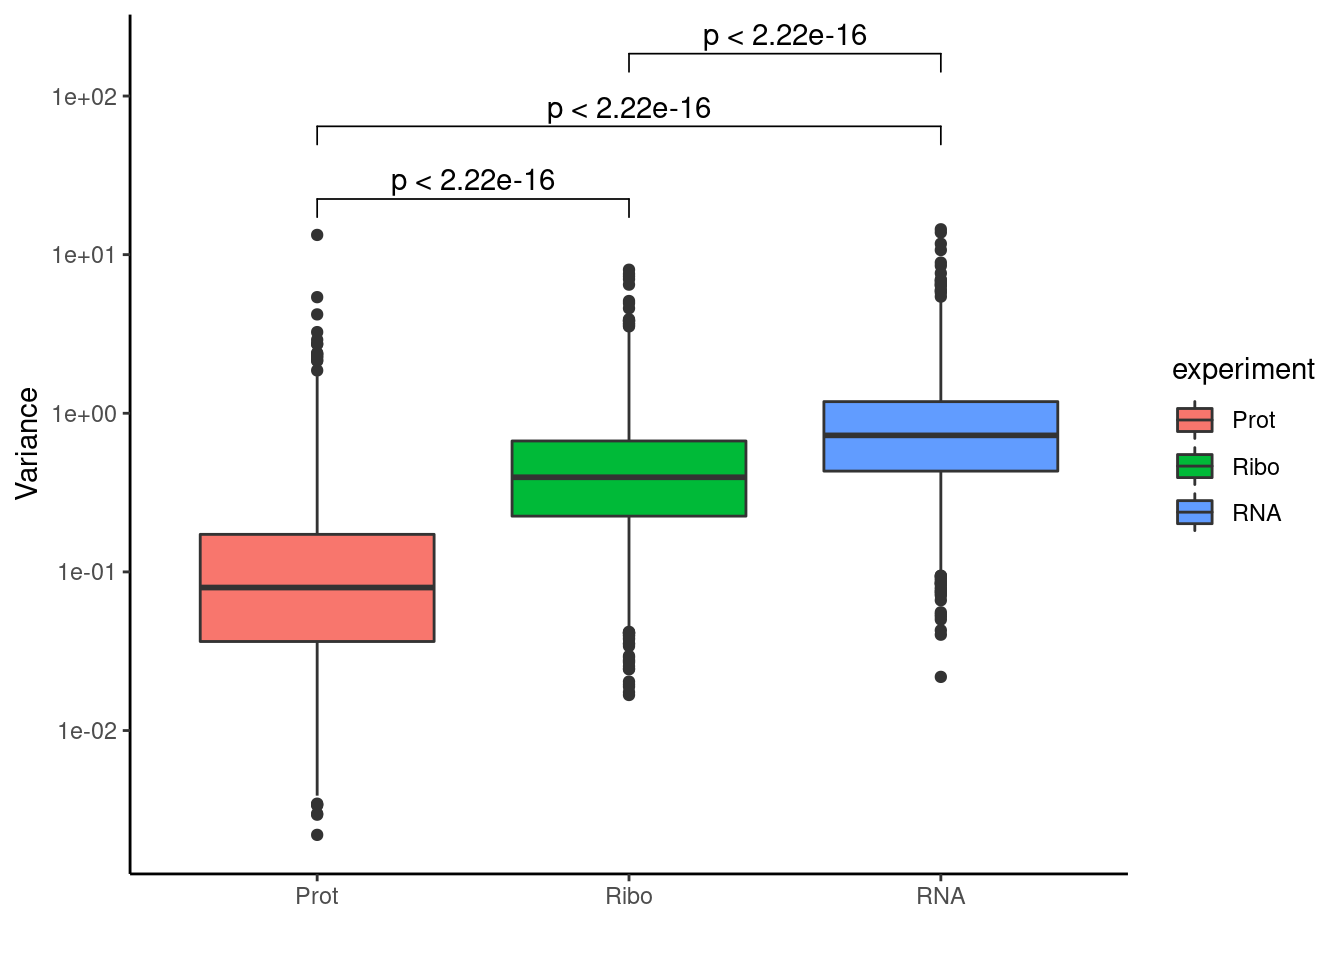 p < 2.22e-16
p < 2.22e-16
p < 2.22e-16
1e+02
1e+01
1e+00
1e-01
1e-02
Variance
Prot
Ribo
RNA
experiment
Prot
Ribo
RNA